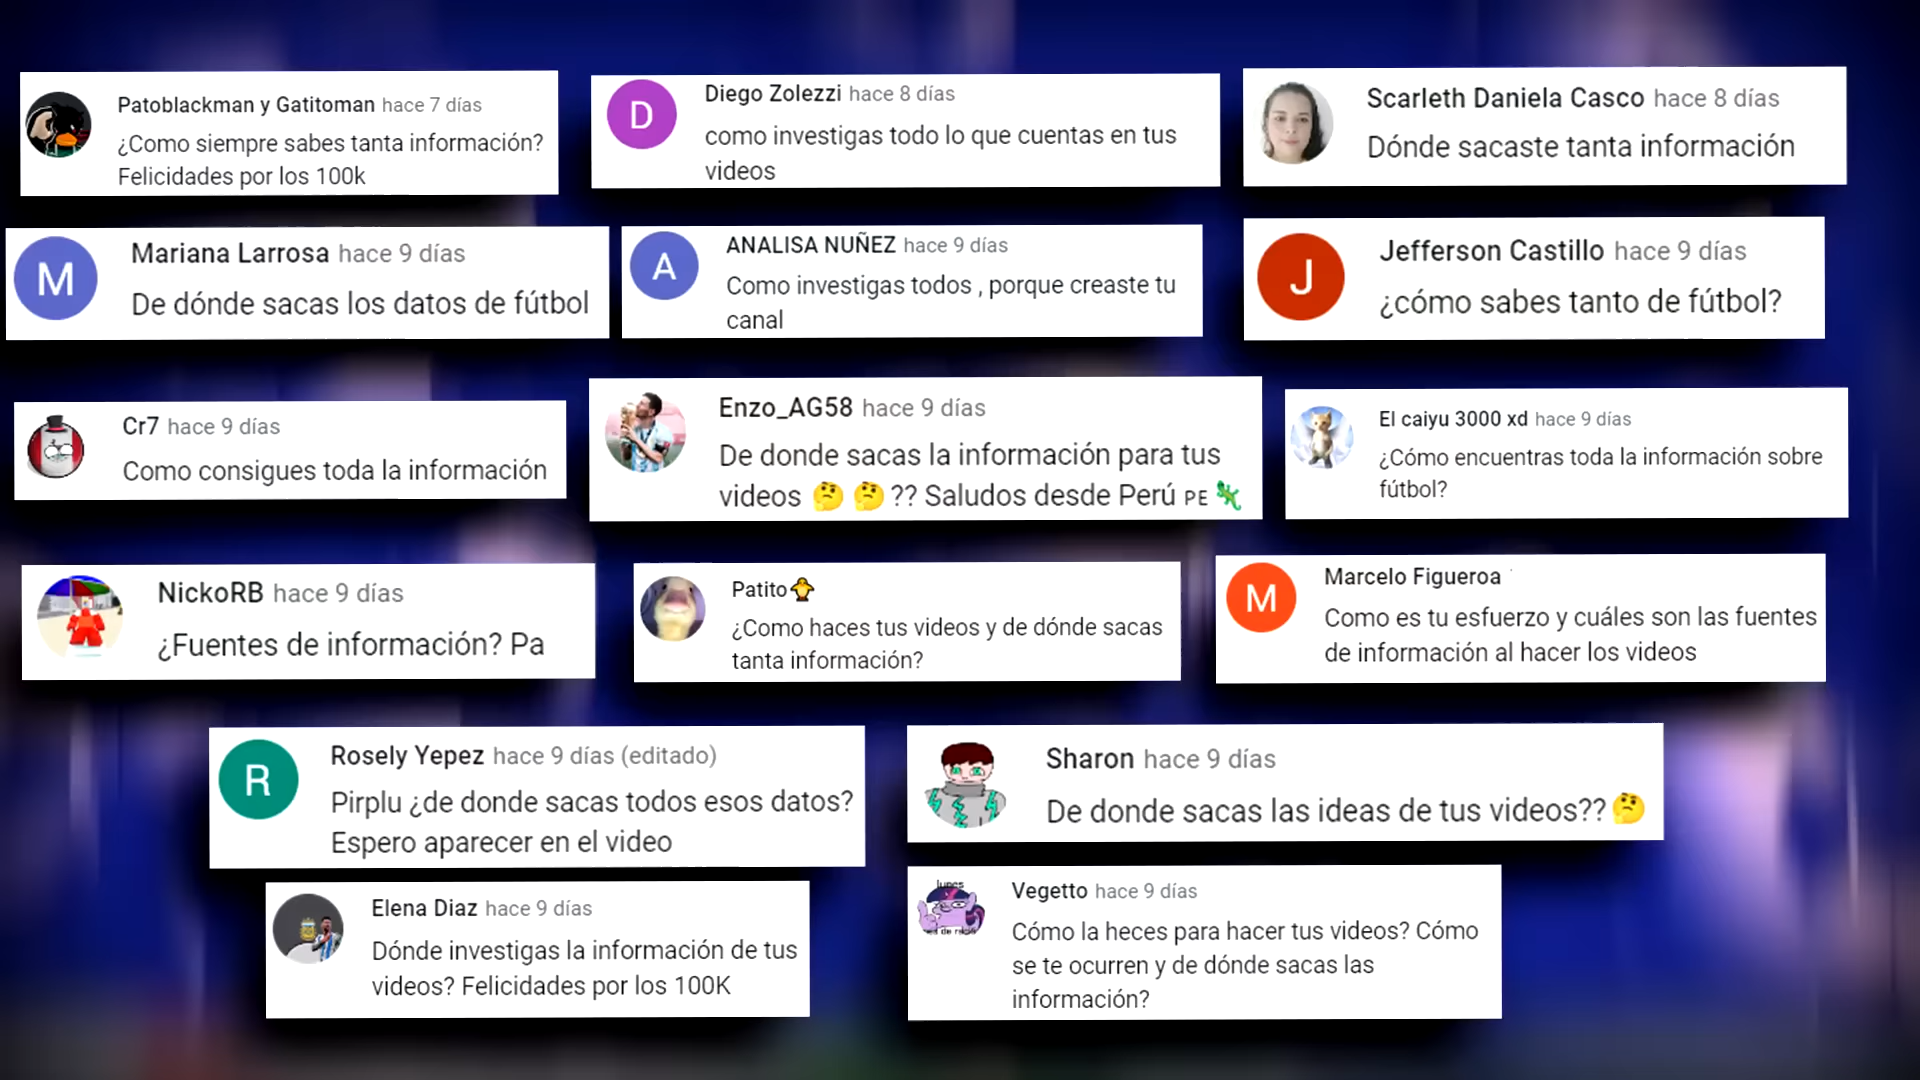 Patoblackman y Gatitoman hace 7 días
¿Como siempre sabes tanta información?
Felicidades por los 100k
D
Diego Zolezzi hace 8 días
como investigas todo lo que cuentas en tus
videos
Scarleth Daniela Casco hace 8 días
Dónde sacaste tanta información
M
Mariana Larrosa hace 9 días
De dónde sacas los datos de fútbol
A
ANALISA NUÑEZ hace 9 días
Como investigas todos , porque creaste tu
canal
J
Jefferson Castillo hace 9 días
¿cómo sabes tanto de fútbol?
Cr7 hace 9 días
Como consigues toda la información
Enzo_AG58 hace 9 días
De donde sacas la información para tus
videos 🤔 🤔 ?? Saludos desde Perú PE 🦎
El caiyu 3000 xd hace 9 días
¿Cómo encuentras toda la información sobre
fútbol?
NickoRB hace 9 días
¿Fuentes de información? Pa
Patito🐥
¿Como haces tus videos y de dónde sacas
tanta información?
M
Marcelo Figueroa
Como es tu esfuerzo y cuáles son las fuentes
de información al hacer los videos
R
Rosely Yepez hace 9 días (editado)
Pirplu ¿de donde sacas todos esos datos?
Espero aparecer en el video
Sharon hace 9 días
De donde sacas las ideas de tus videos??🤔
Elena Diaz hace 9 días
Dónde investigas la información de tus
videos? Felicidades por los 100K
lunes
Vegetto hace 9 días
Cómo la heces para hacer tus videos? Cómo
se te ocurren y de dónde sacas las
información?